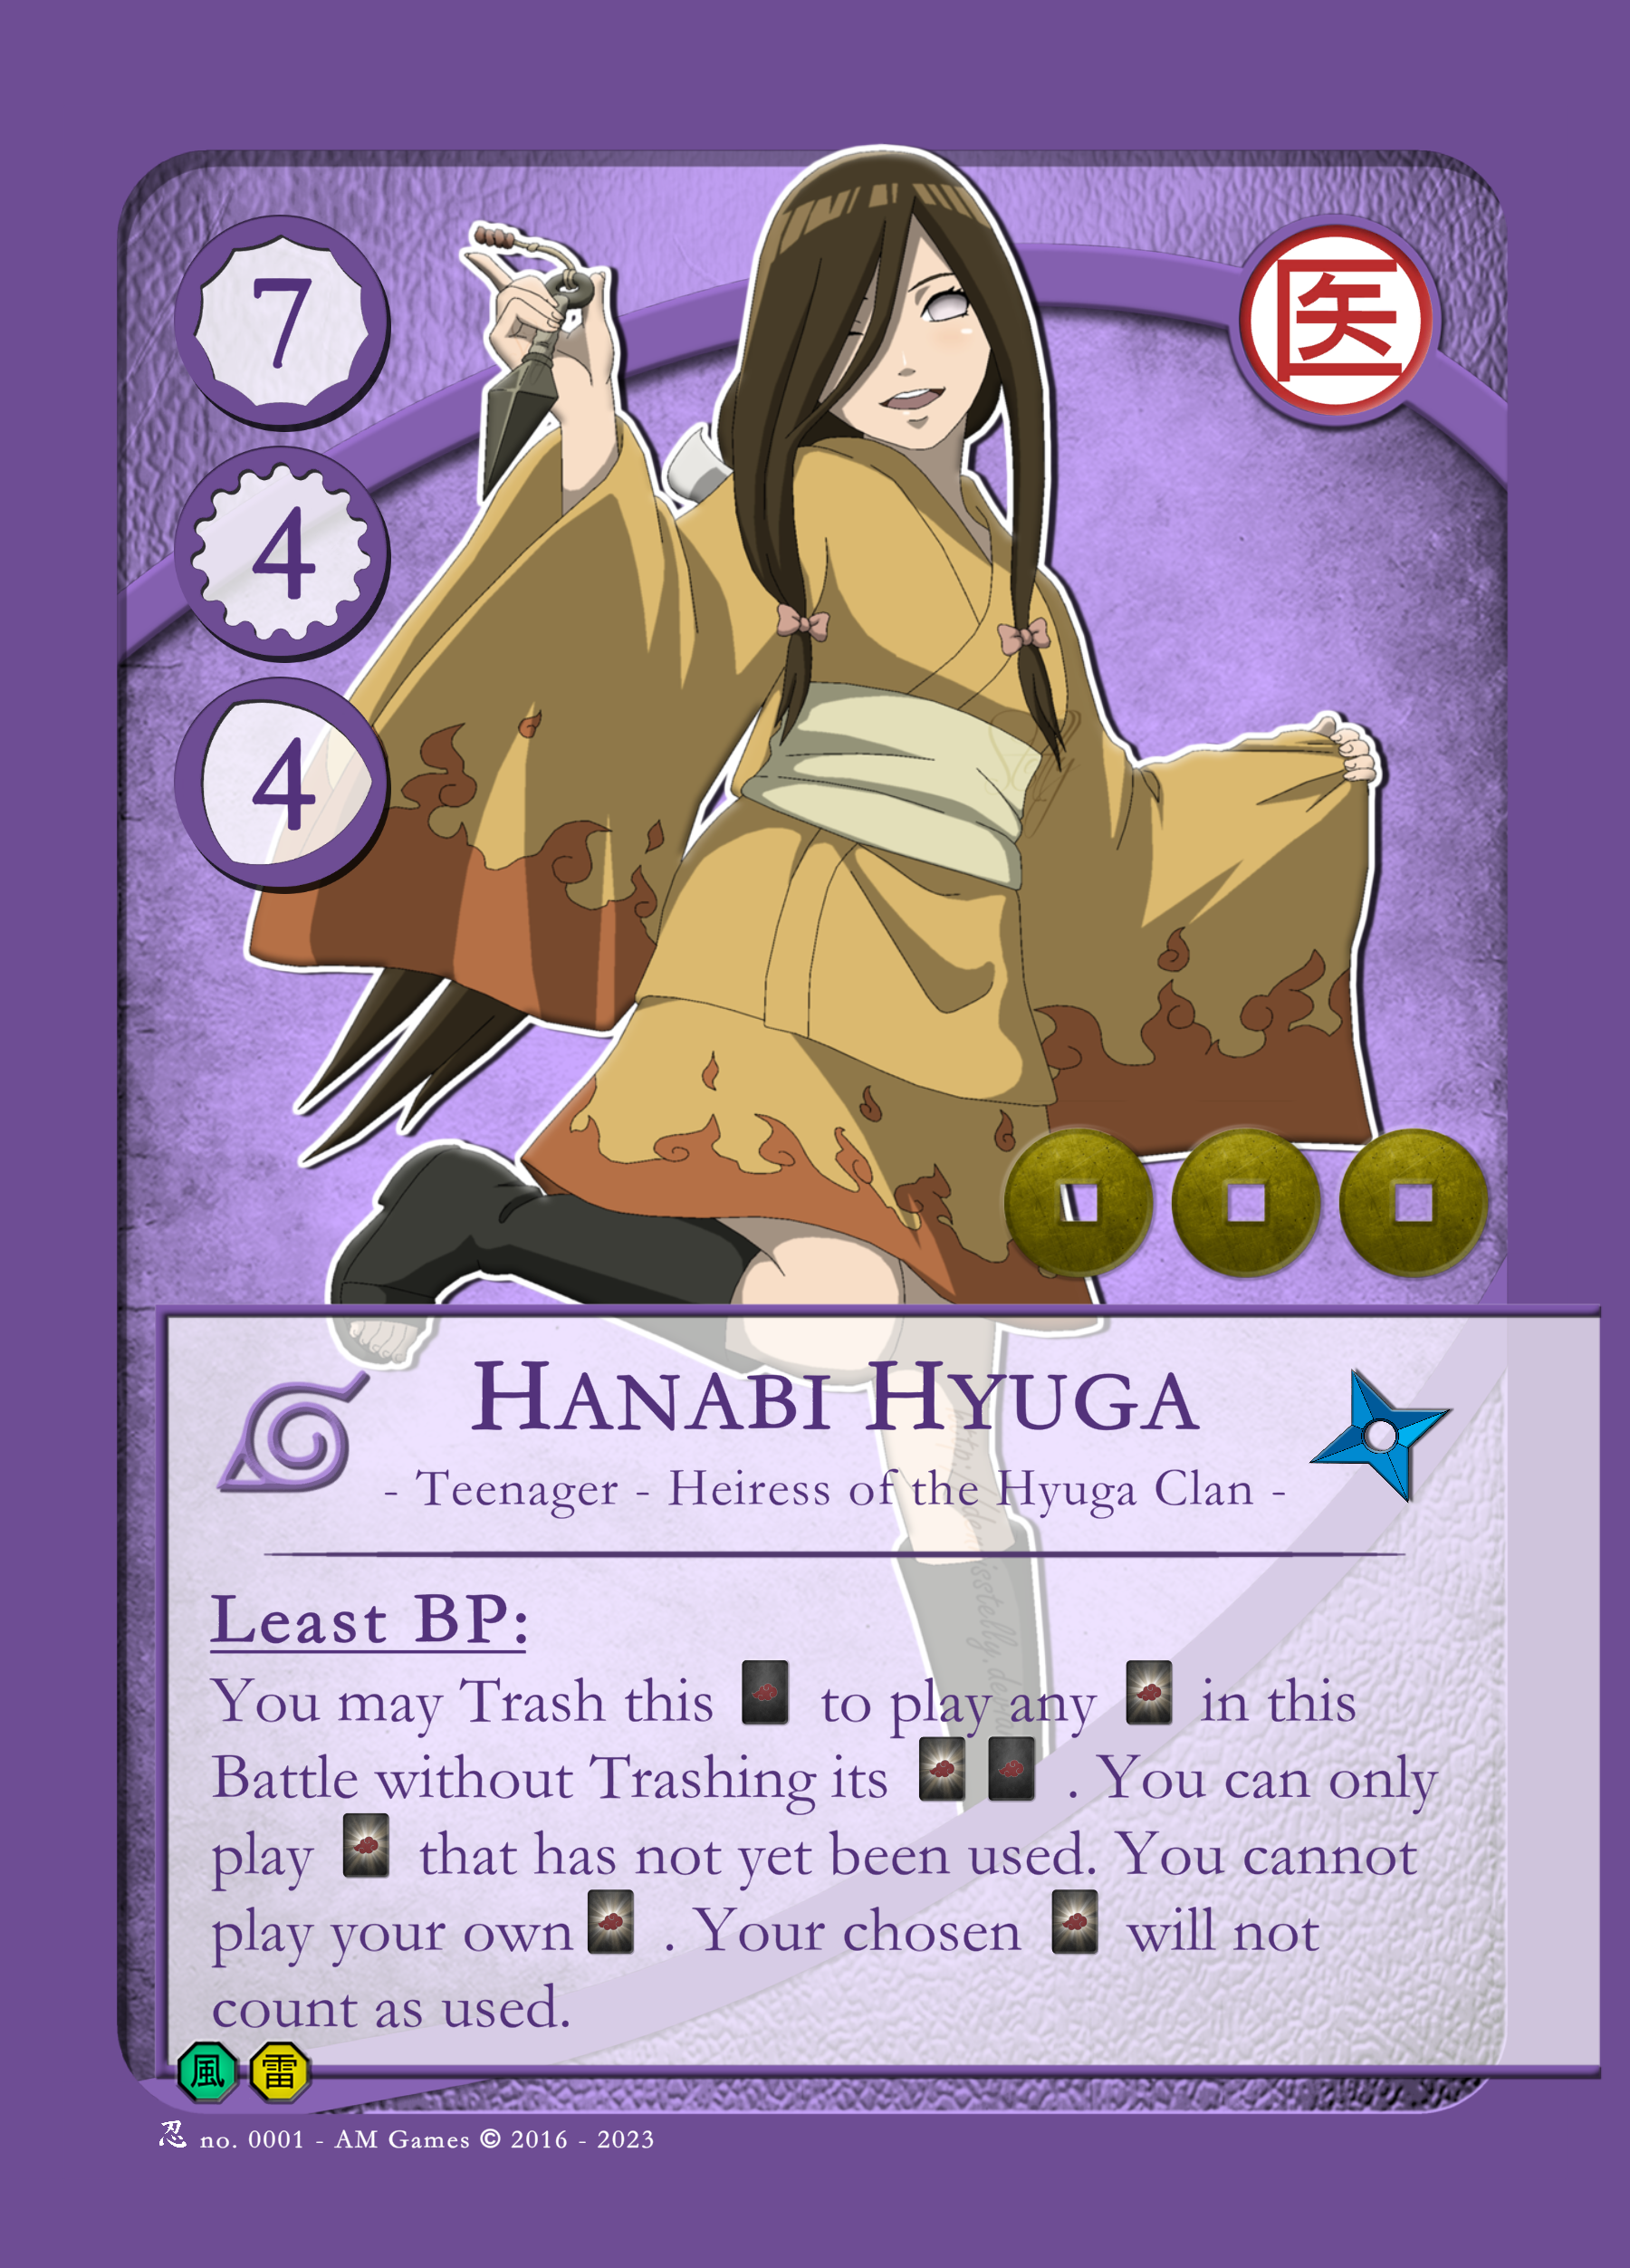 7
医
4
4
Hanabi Hyuga
- Teenager - Heiress of the Hyuga Clan -
Least BP:
You may Trash this to play any in this
Battle without Trashing its . You can only
play that has not yet been used. You cannot
play your own . Your chosen will not
count as used.
風 雷
忍 no. 0001 - AM Games © 2016 - 2023